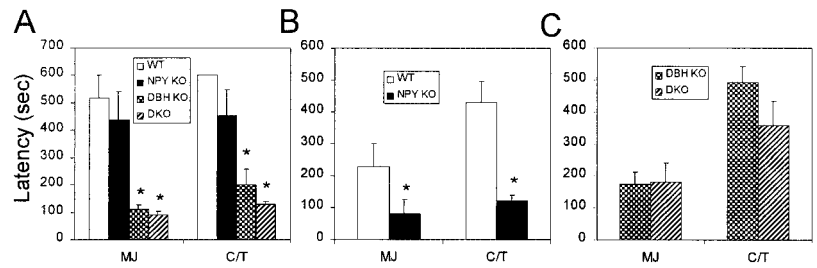 A
B
C
Latency (sec)
700
600
500
400
300
200
100
0
WT
NPY KO
DBH KO
DKO
*
*
*
*
MJ
C/T
600
500
400
300
200
100
0
WT
NPY KO
*
*
MJ
C/T
600
500
400
300
200
100
0
DBH KO
DKO
MJ
C/T